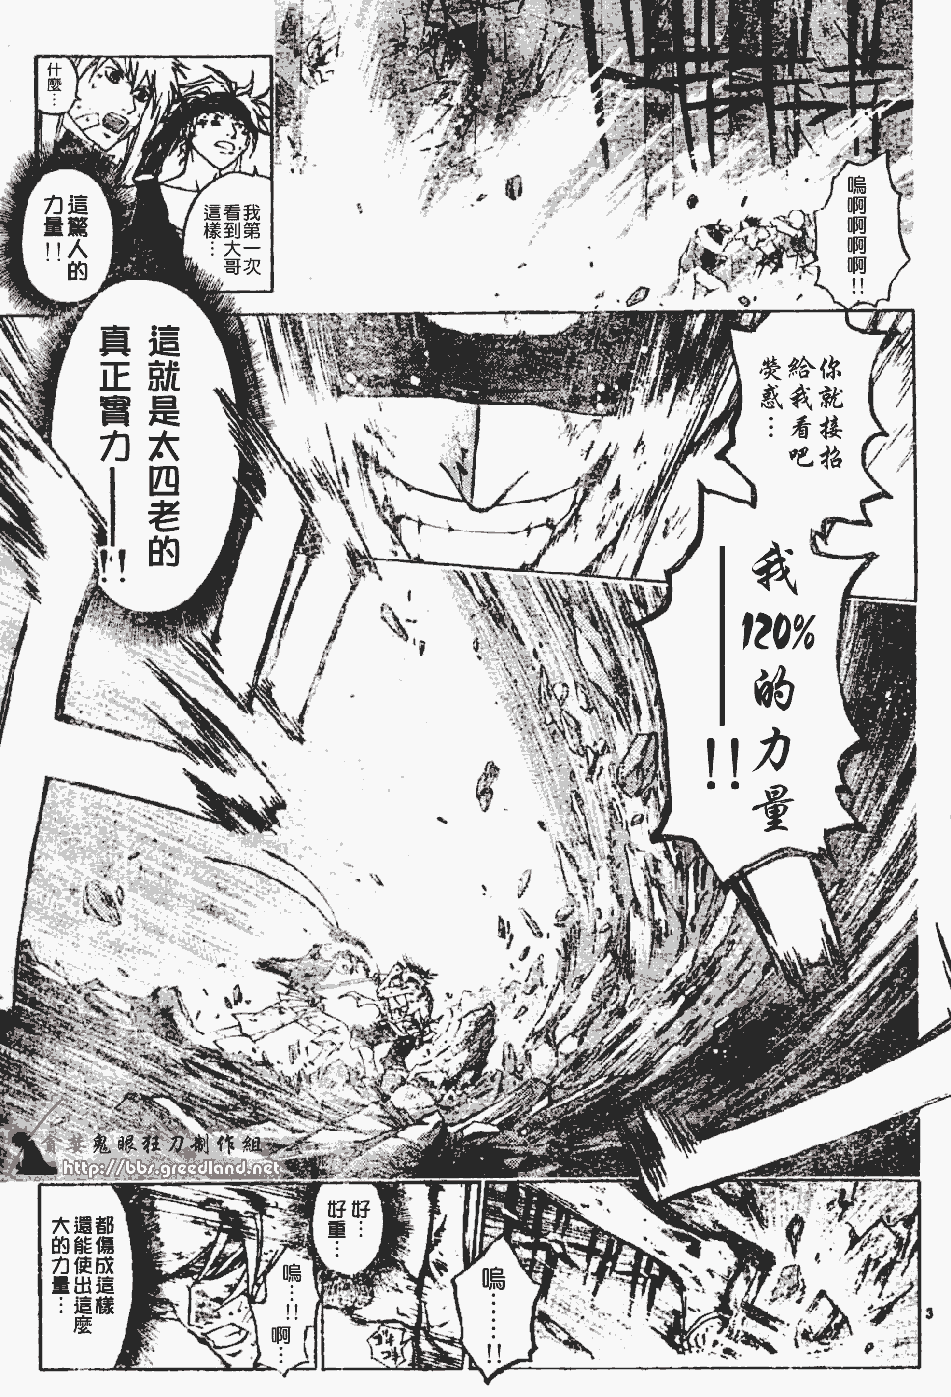 嗚啊啊啊啊!!
我第一次
看到大哥
這樣…
什麼…
這驚人的
力量!!
你就接招
給我看吧
熒惑…
我
120%
的力量
——!!
這就是太四老的
真正實力
——!!
嗚……!!
好…
好重…
嗚…!!
啊…
都傷成這樣
還能使出這麼
大的力量…
鬼眼狂刀制作組
http://bbs.greedland.net
3